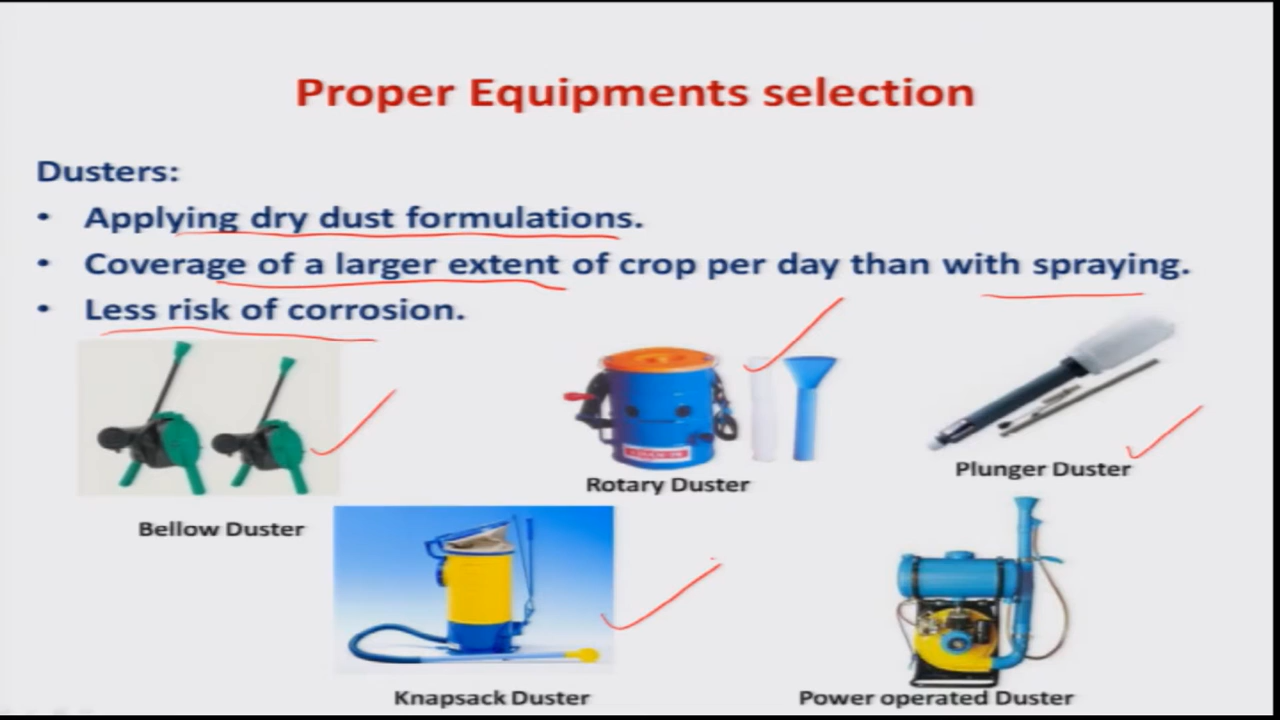 Proper Equipments selection
Dusters:
• Applying dry dust formulations.
• Coverage of a larger extent of crop per day than with spraying.
• Less risk of corrosion.
Bellow Duster
Rotary Duster
Plunger Duster
Knapsack Duster
Power operated Duster